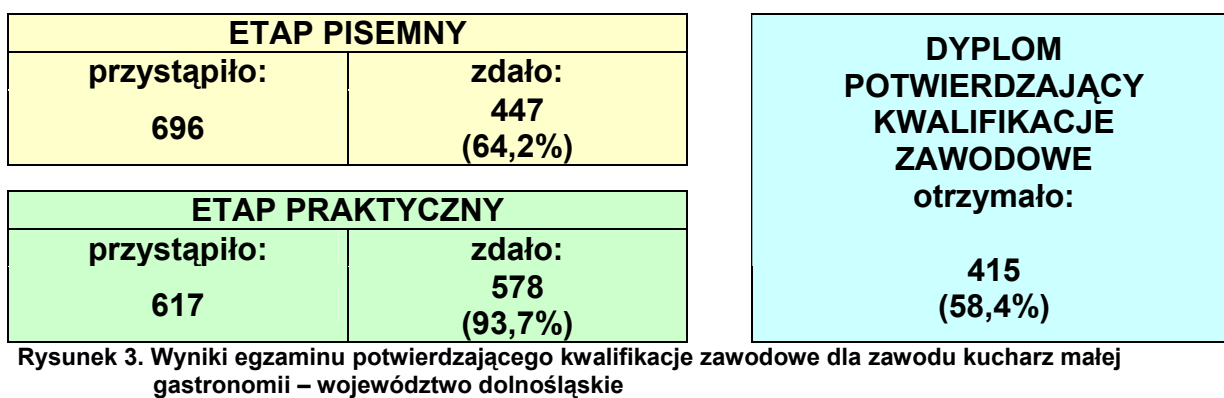 ETAP PISEMNY
przystąpiło:
zdało:
696
447
(64,2%)
ETAP PRAKTYCZNY
przystąpiło:
zdało:
617
578
(93,7%)
DYPLOM
POTWIERDZAJĄCY
KWALIFIKACJE
ZAWODOWE
otrzymało:
415
(58,4%)
Rysunek 3. Wyniki egzaminu potwierdzającego kwalifikacje zawodowe dla zawodu kucharz małej
gastronomii – województwo dolnośląskie